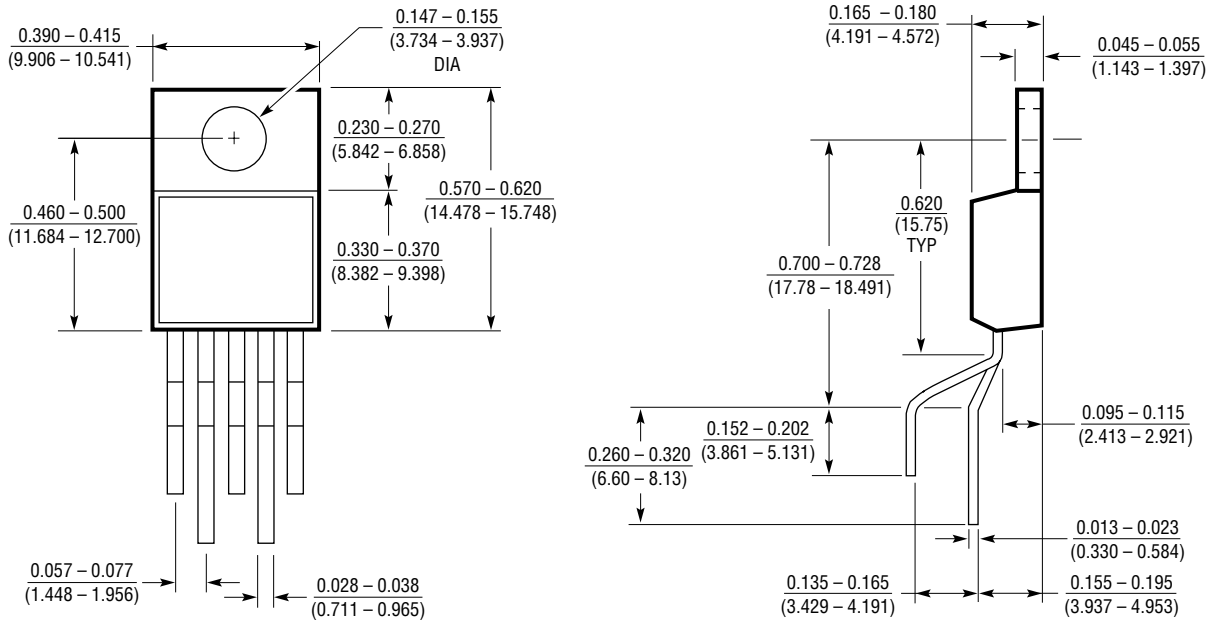 0.390 – 0.415
(9.906 – 10.541)
0.147 – 0.155
(3.734 – 3.937)
DIA
0.230 – 0.270
(5.842 – 6.858)
0.460 – 0.500
(11.684 – 12.700)
0.570 – 0.620
(14.478 – 15.748)
0.330 – 0.370
(8.382 – 9.398)
0.057 – 0.077
(1.448 – 1.956)
0.028 – 0.038
(0.711 – 0.965)
0.165 – 0.180
(4.191 – 4.572)
0.045 – 0.055
(1.143 – 1.397)
0.620
(15.75)
TYP
0.700 – 0.728
(17.78 – 18.491)
0.152 – 0.202
(3.861 – 5.131)
0.260 – 0.320
(6.60 – 8.13)
0.095 – 0.115
(2.413 – 2.921)
0.013 – 0.023
(0.330 – 0.584)
0.135 – 0.165
(3.429 – 4.191)
0.155 – 0.195
(3.937 – 4.953)